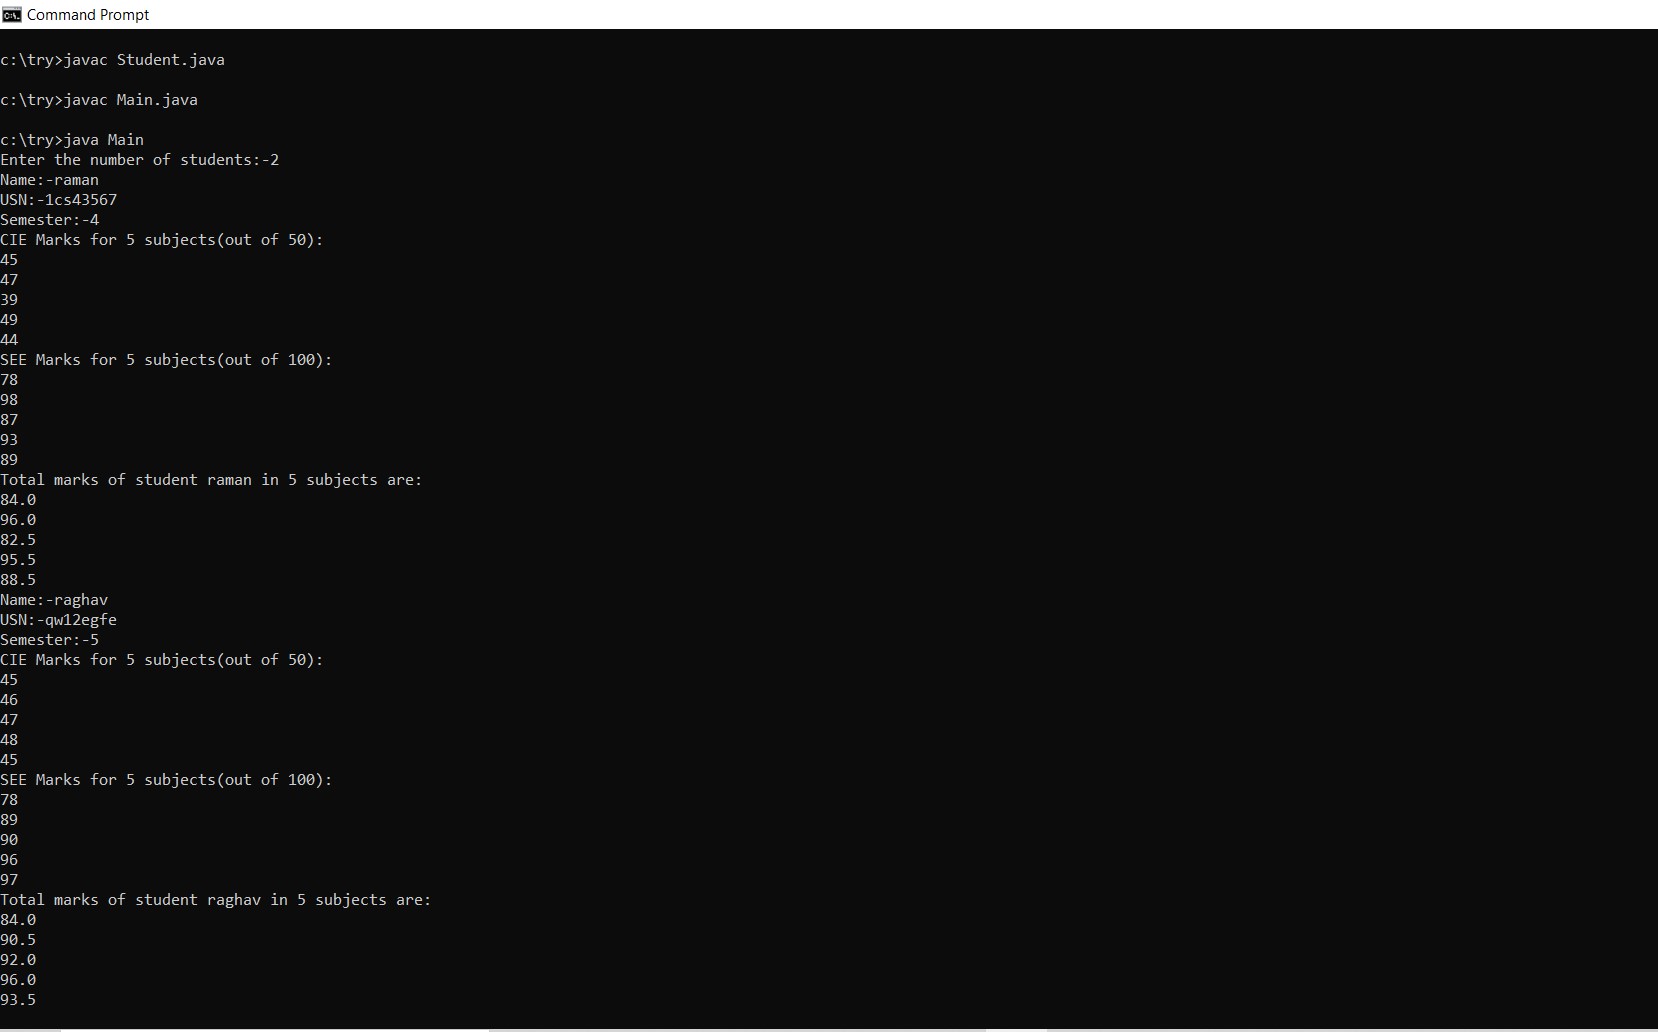 Command Prompt
c:\try>javac Student.java
c:\try>javac Main.java
c:\try>java Main
Enter the number of students:-2
Name:-raman
USN:-1cs43567
Semester:-4
CIE Marks for 5 subjects(out of 50):
45
47
39
49
44
SEE Marks for 5 subjects(out of 100):
78
98
87
93
89
Total marks of student raman in 5 subjects are:
84.0
96.0
82.5
95.5
88.5
Name:-raghav
USN:-qw12egfe
Semester:-5
CIE Marks for 5 subjects(out of 50):
45
46
47
48
45
SEE Marks for 5 subjects(out of 100):
78
89
90
96
97
Total marks of student raghav in 5 subjects are:
84.0
90.5
92.0
96.0
93.5